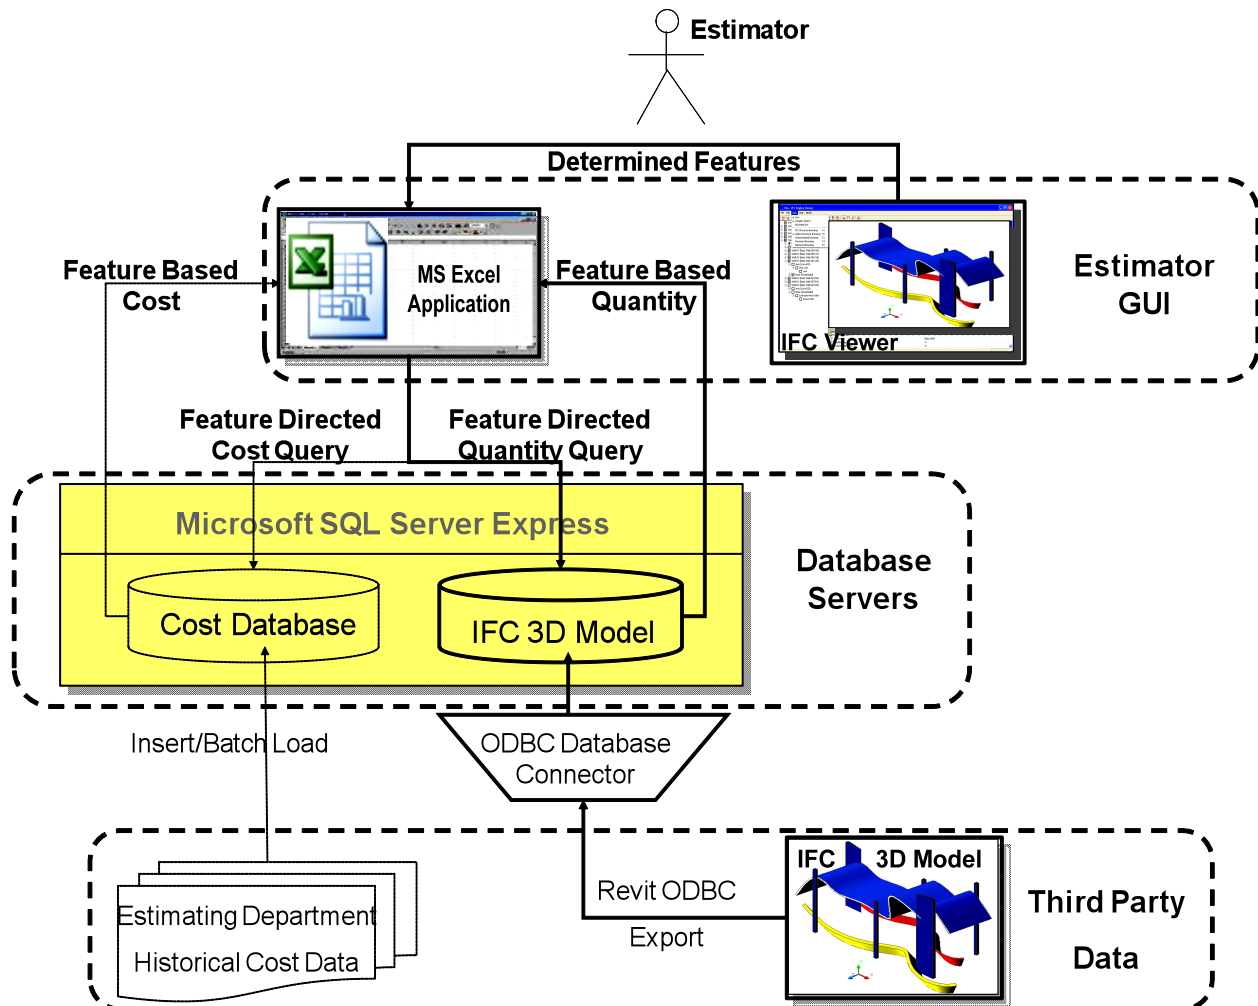 Estimator
Determined Features
Feature Based
Cost
MS Excel
Application
Feature Based
Quantity
IFC Viewer
Estimator
GUI
Feature Directed
Cost Query
Feature Directed
Quantity Query
Microsoft SQL Server Express
Database
Servers
Cost Database
IFC 3D Model
Insert/Batch Load
ODBC Database
Connector
IFC 3D Model
Revit ODBC
Export
Third Party
Data
Estimating Department
Historical Cost Data